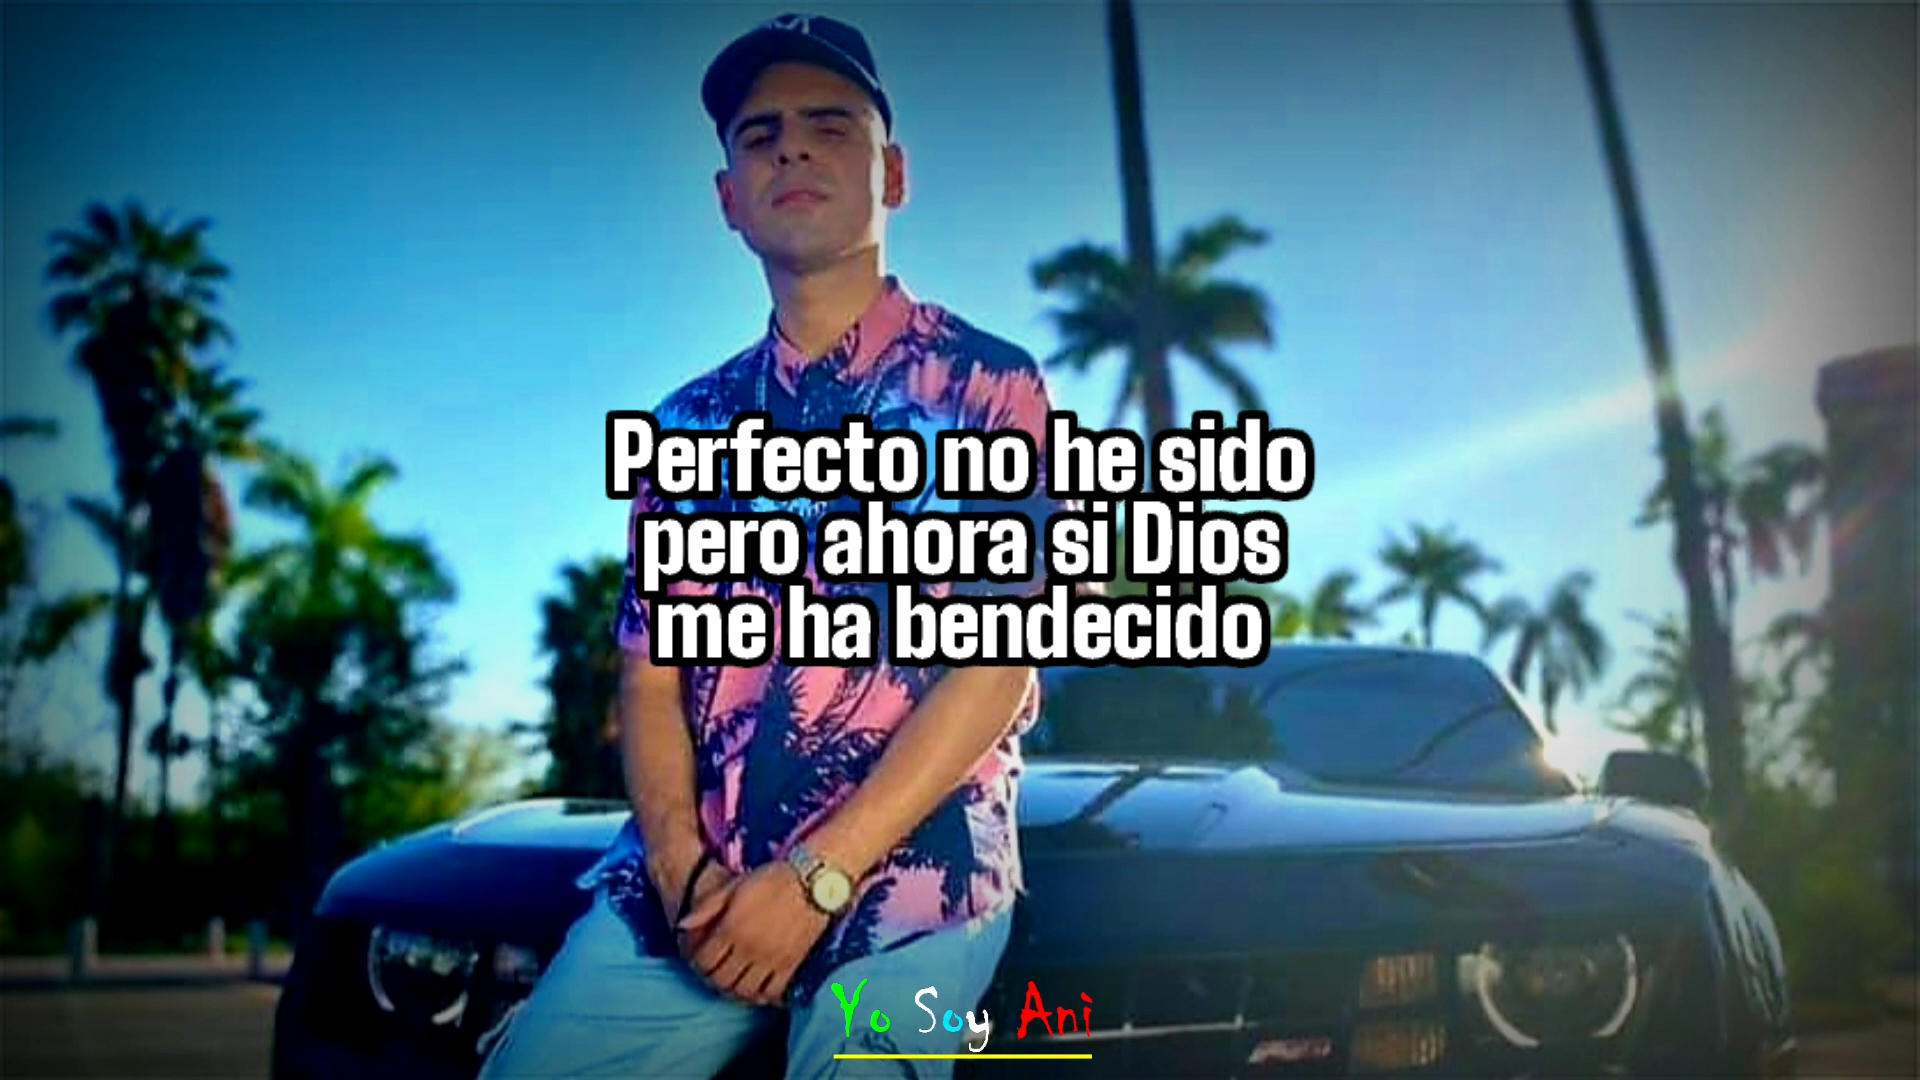 Perfecto no he sido
pero ahora si Dios
me ha bendecido
Yo Soy Ani